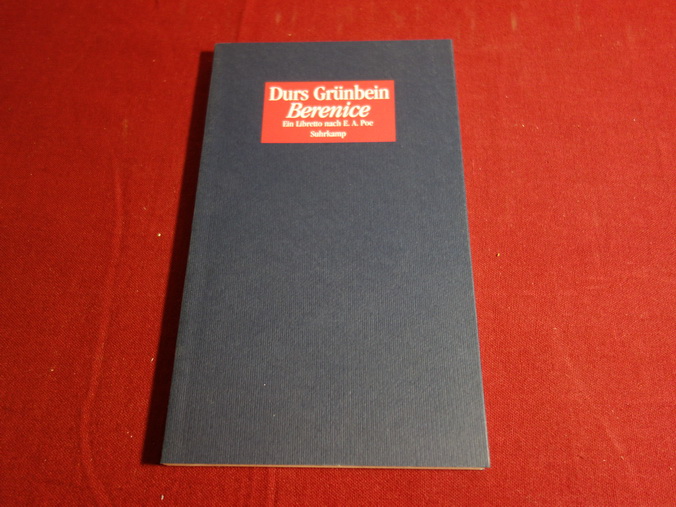 Durs Grünbein
Berenice
Ein Libretto nach E. A. Poe
Suhrkamp